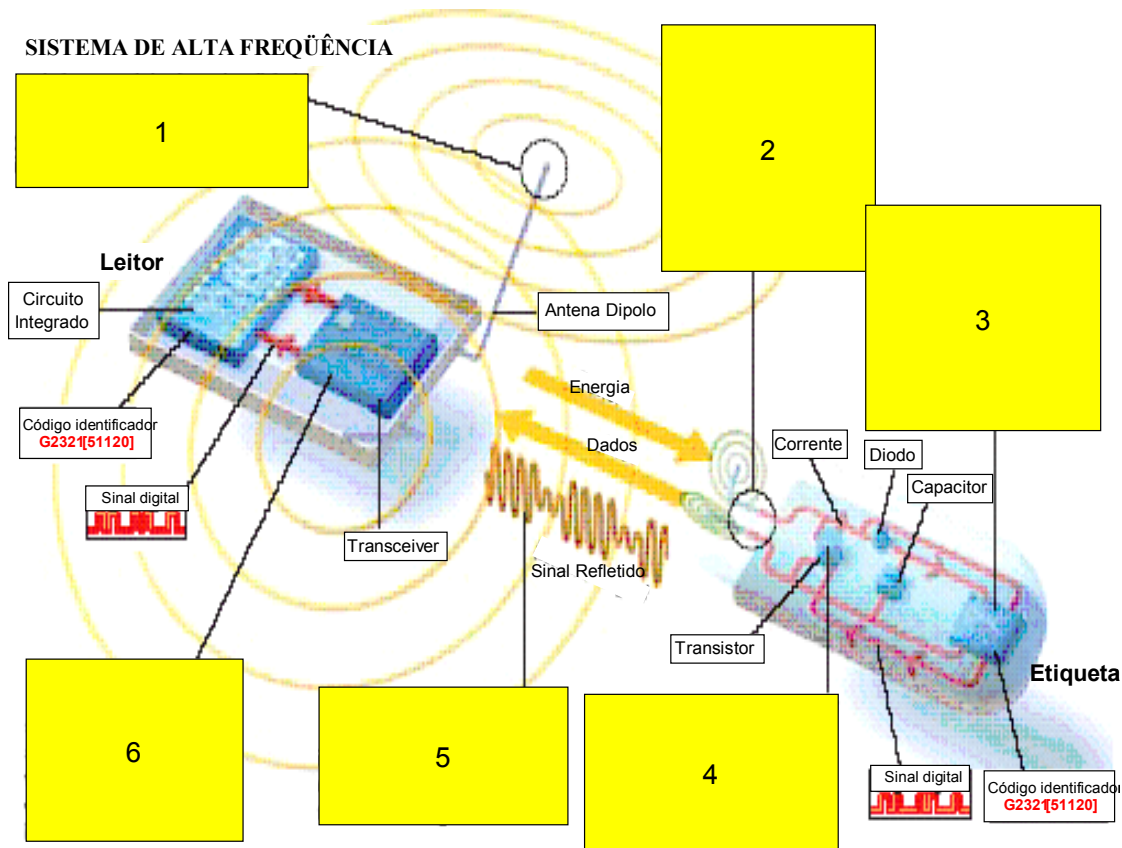 SISTEMA DE ALTA FREQÜÊNCIA
1
2
3
Leitor
Circuito
Integrado
Antena Dipolo
Código identificador
G2321[51120]
Sinal digital
Transceiver
Energia
Dados
Sinal Refletido
Corrente
Diodo
Capacitor
Transistor
Etiqueta
6
5
4
Sinal digital
Código identificador
G2321[51120]